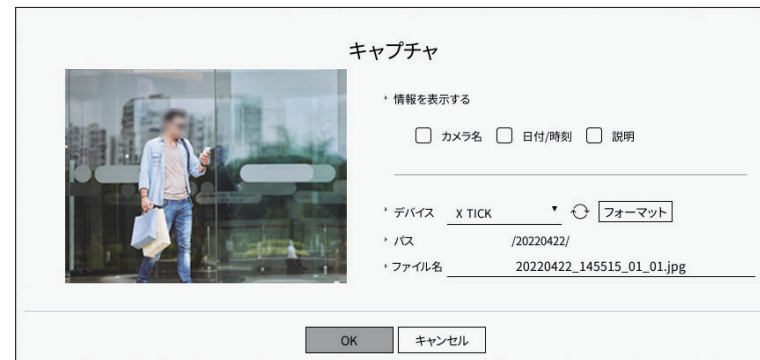 キャプチャ
情報を表示する
カメラ名 日付/時刻 説明
デバイス X TICK フォーマット
パス /20220422/
ファイル名 20220422_145515_01_01.jpg
OK キャンセル